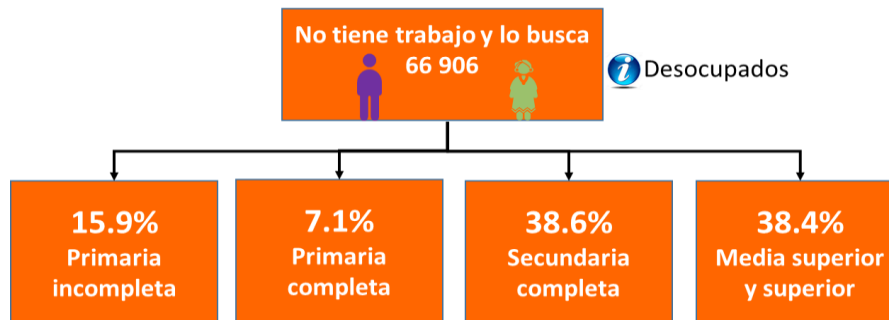 No tiene trabajo y lo busca
66 906
i Desocupados
15.9%
Primaria
incompleta
7.1%
Primaria
completa
38.6%
Secundaria
completa
38.4%
Media superior
y superior